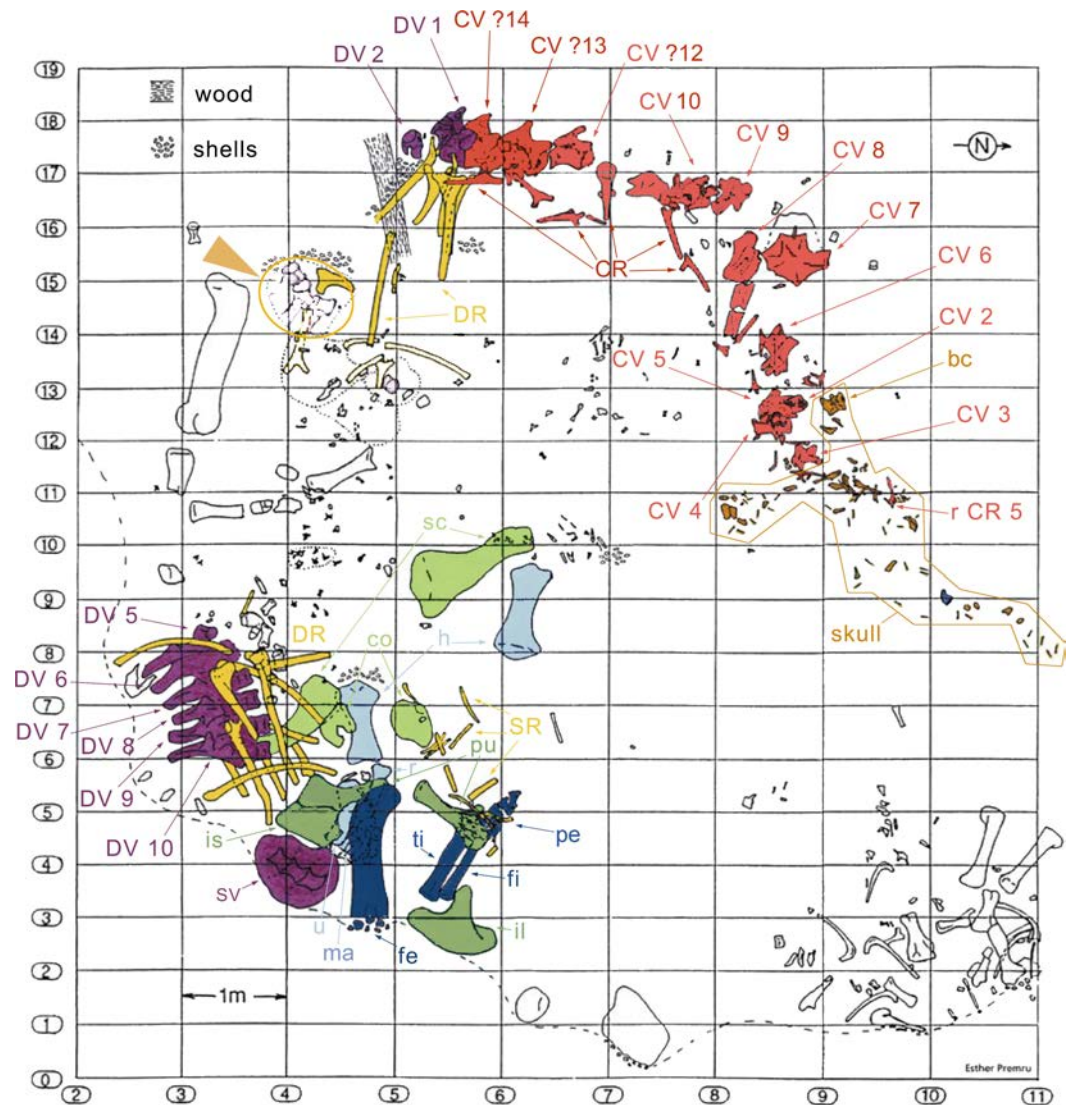 DV 1
CV ?14
DV 2
CV ?13
CV ?12
CV 10
CV 9
CV 8
CV 7
CV 6
CV 2
bc
CV 3
CV 5
CV 4
r CR 5
skull
wood
shells
N
CR
DR
sc
h
co
DR
DV 5
DV 6
DV 7
DV 8
DV 9
DV 10
SR
pu
r
is
sv
u
ma
fe
ti
fi
pe
il
1m
Esther Premru
19
18
17
16
15
14
13
12
11
10
9
8
7
6
5
4
3
2
1
0
2
3
4
5
6
7
8
9
10
11